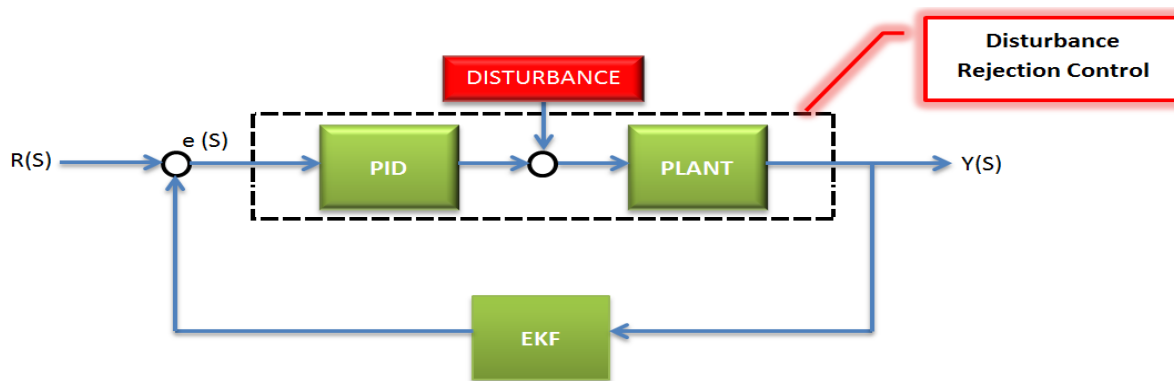 Disturbance
Rejection Control
DISTURBANCE
e (S)
R(S)
PID
PLANT
Y(S)
EKF